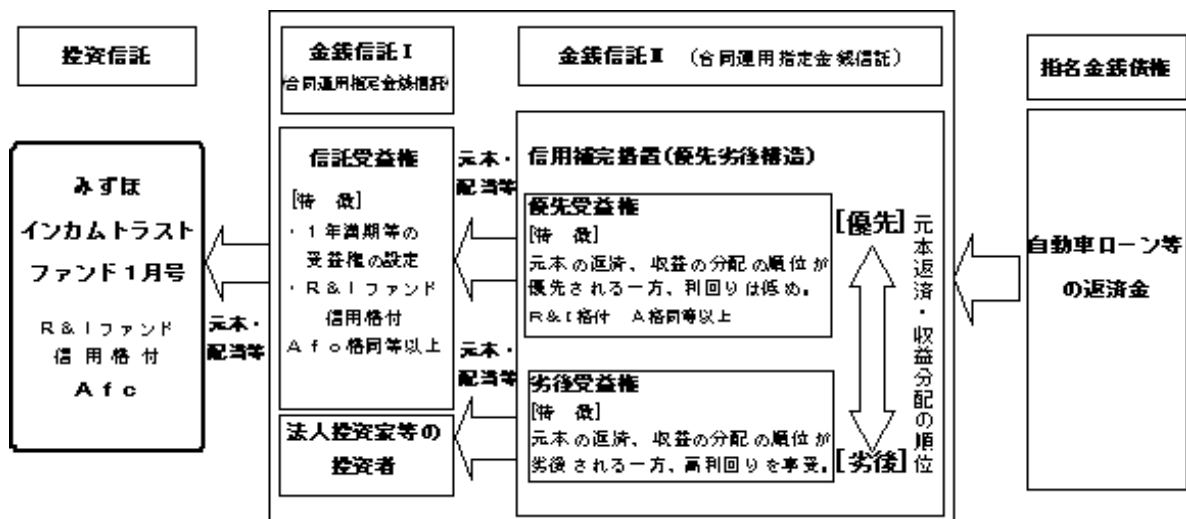 投資信託
金銭信託Ⅰ
(合同運用指定金銭信託)
金銭信託Ⅱ (合同運用指定金銭信託)
指名金銭債権
みずほ
インカムトラスト
ファンド1月号
R&Iファンド
信用格付
Afc
元本・
配当等
信託受益権
[特 徴]
・1年満期等の
受益権の設定
・R&Iファンド
信用格付
Afc格同等以上
法人投資家等の
投資者
元本・
配当等
元本・
配当等
信用補完措置(優先劣後構造)
優先受益権
[特 徴]
元本の返済、収益の分配の順位が
優先される一方、利回りは低め。
R&I格付 A格同等以上
劣後受益権
[特 徴]
元本の返済、収益の分配の順位が
劣後される一方、高利回りを享受。
[優先]
[劣後]
元本返済・収益分配の順位
自動車ローン等
の返済金